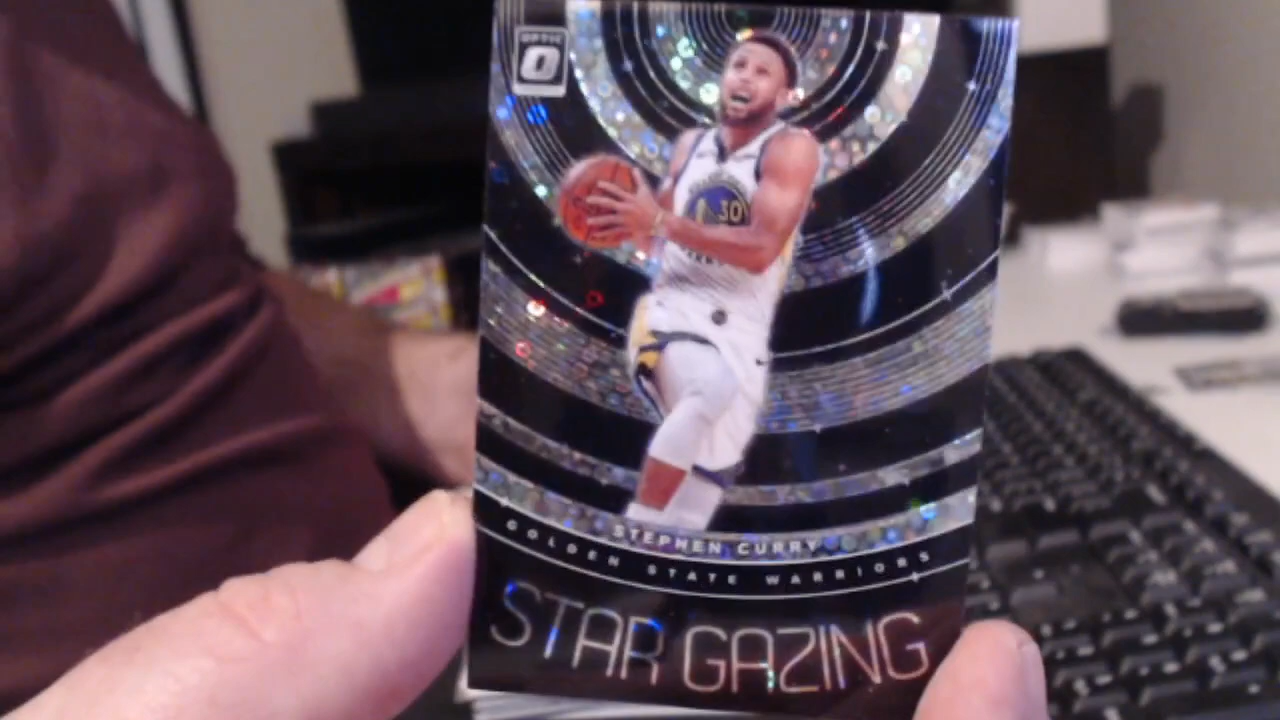 OPTIC
O
30
STEPHEN CURRY
GOLDEN STATE WARRIORS
STAR GAZING